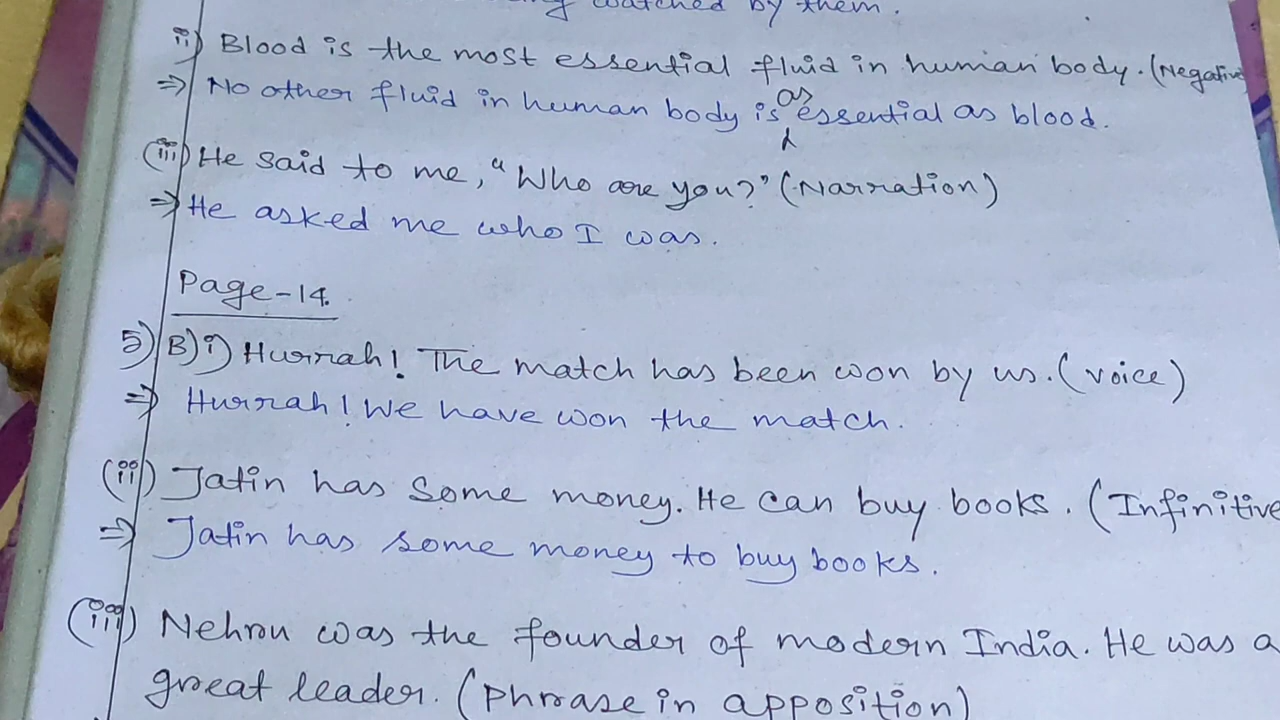 watched by them.
ii) Blood is the most essential fluid in human body. (Negative
⇒ No other fluid in human body is as essential as blood.
(iii) He said to me, "Who are you?" (Narration)
⇒ He asked me who I was.
Page-14.
5) B) i) Hurrah! The match has been won by us. (voice)
⇒ Hurrah! We have won the match.
(ii) Jatin has some money. He can buy books. (Infinitive
⇒ Jatin has some money to buy books.
(iii) Nehru was the founder of modern India. He was a
great leader. (Phrase in apposition)